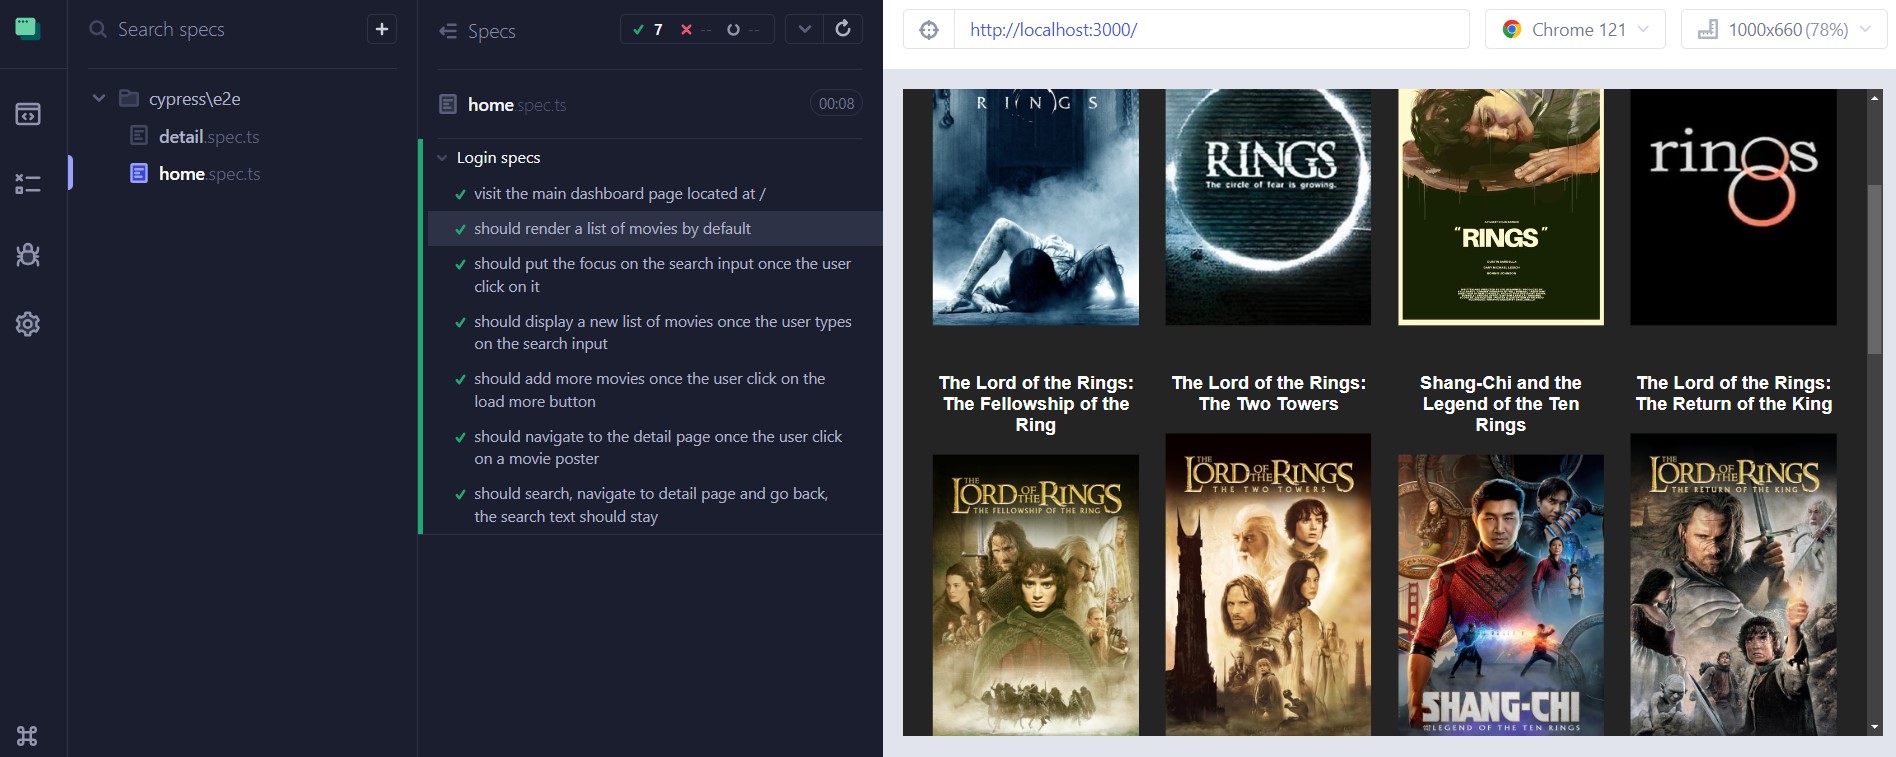 Search specs
+
cypress\e2e
detail.spec.ts
home.spec.ts
Specs
7
--
--
home.spec.ts
00:08
Login specs
visit the main dashboard page located at /
should render a list of movies by default
should put the focus on the search input once the user
click on it
should display a new list of movies once the user types
on the search input
should add more movies once the user click on the
load more button
should navigate to the detail page once the user click
on a movie poster
should search, navigate to detail page and go back,
the search text should stay
http://localhost:3000/
Chrome 121
1000x660 (78%)
RINGS
RINGS
The circle of fear is growing.
"RINGS"
rings
The Lord of the Rings:
The Fellowship of the
Ring
The Lord of the Rings:
The Two Towers
Shang-Chi and the
Legend of the Ten
Rings
The Lord of the Rings:
The Return of the King
THE
LORD OF THE RINGS
THE FELLOWSHIP OF THE RING
THE
LORD OF THE RINGS
THE TWO TOWERS
SHANG-CHI
AND THE LEGEND OF THE TEN RINGS
THE
LORD OF THE RINGS
THE RETURN OF THE KING